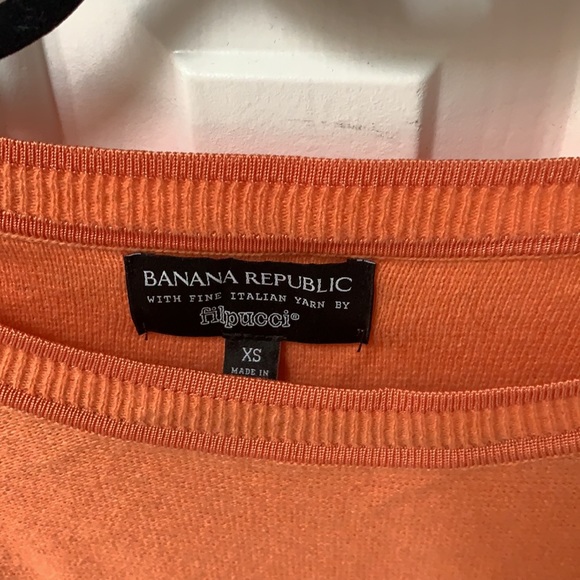 BANANA REPUBLIC
WITH FINE ITALIAN YARN BY
filpucci®
XS
MADE IN